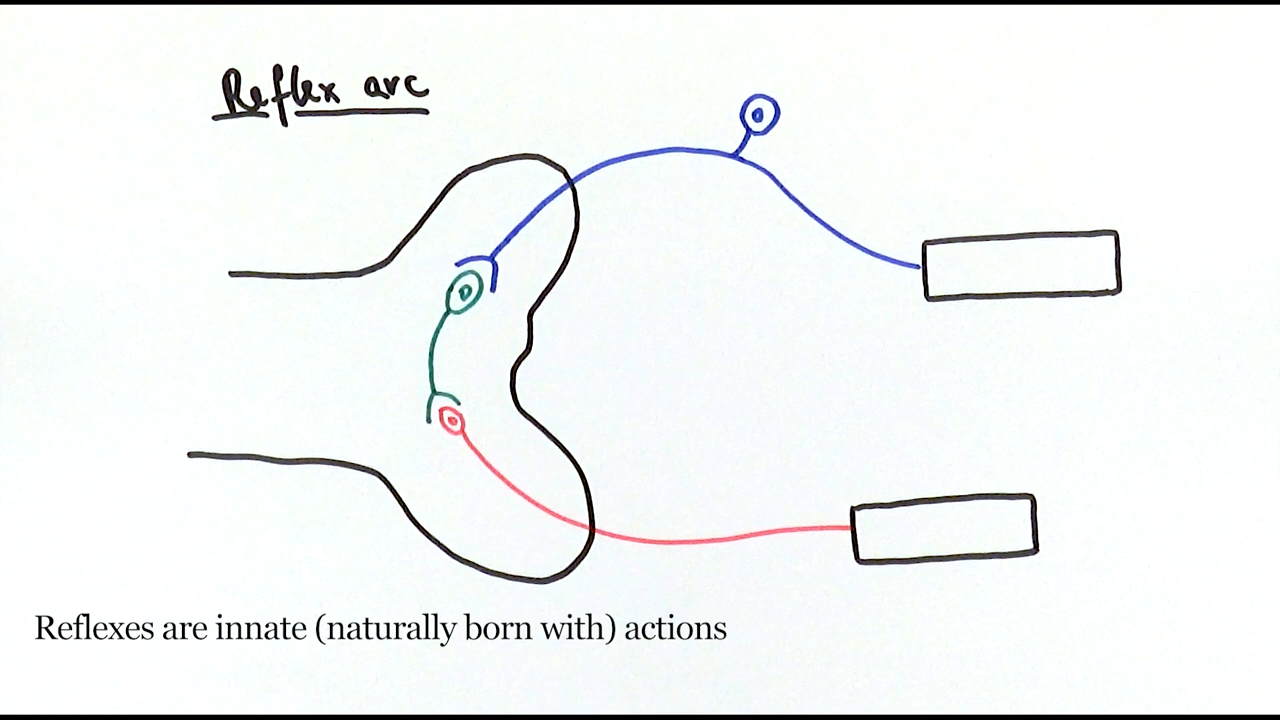 Reflex arc
Reflexes are innate (naturally born with) actions